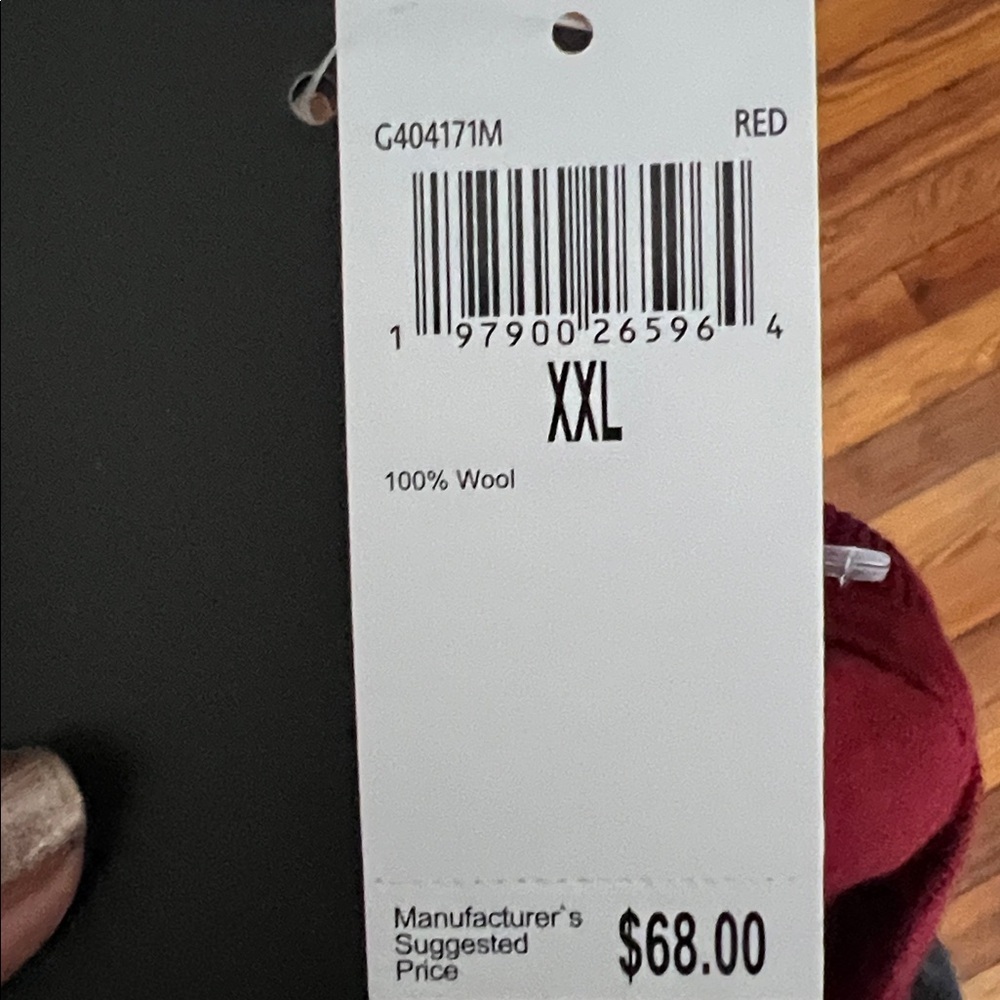 G404171M RED
1 97900 26596 4
XXL
100% Wool
Manufacturer`s
Suggested
Price
$68.00